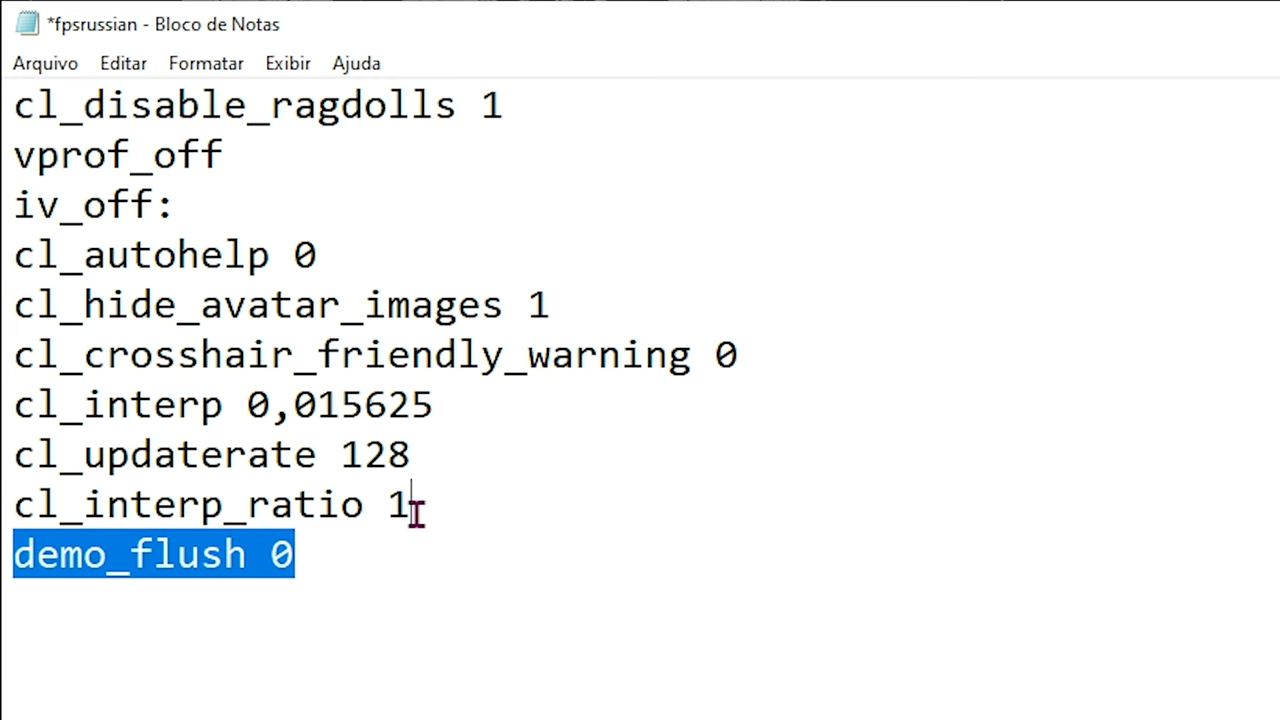 *fpsrussian - Bloco de Notas
Arquivo Editar Formatar Exibir Ajuda
cl_disable_ragdolls 1
vprof_off
iv_off:
cl_autohelp 0
cl_hide_avatar_images 1
cl_crosshair_friendly_warning 0
cl_interp 0,015625
cl_updaterate 128
cl_interp_ratio 1
demo_flush 0